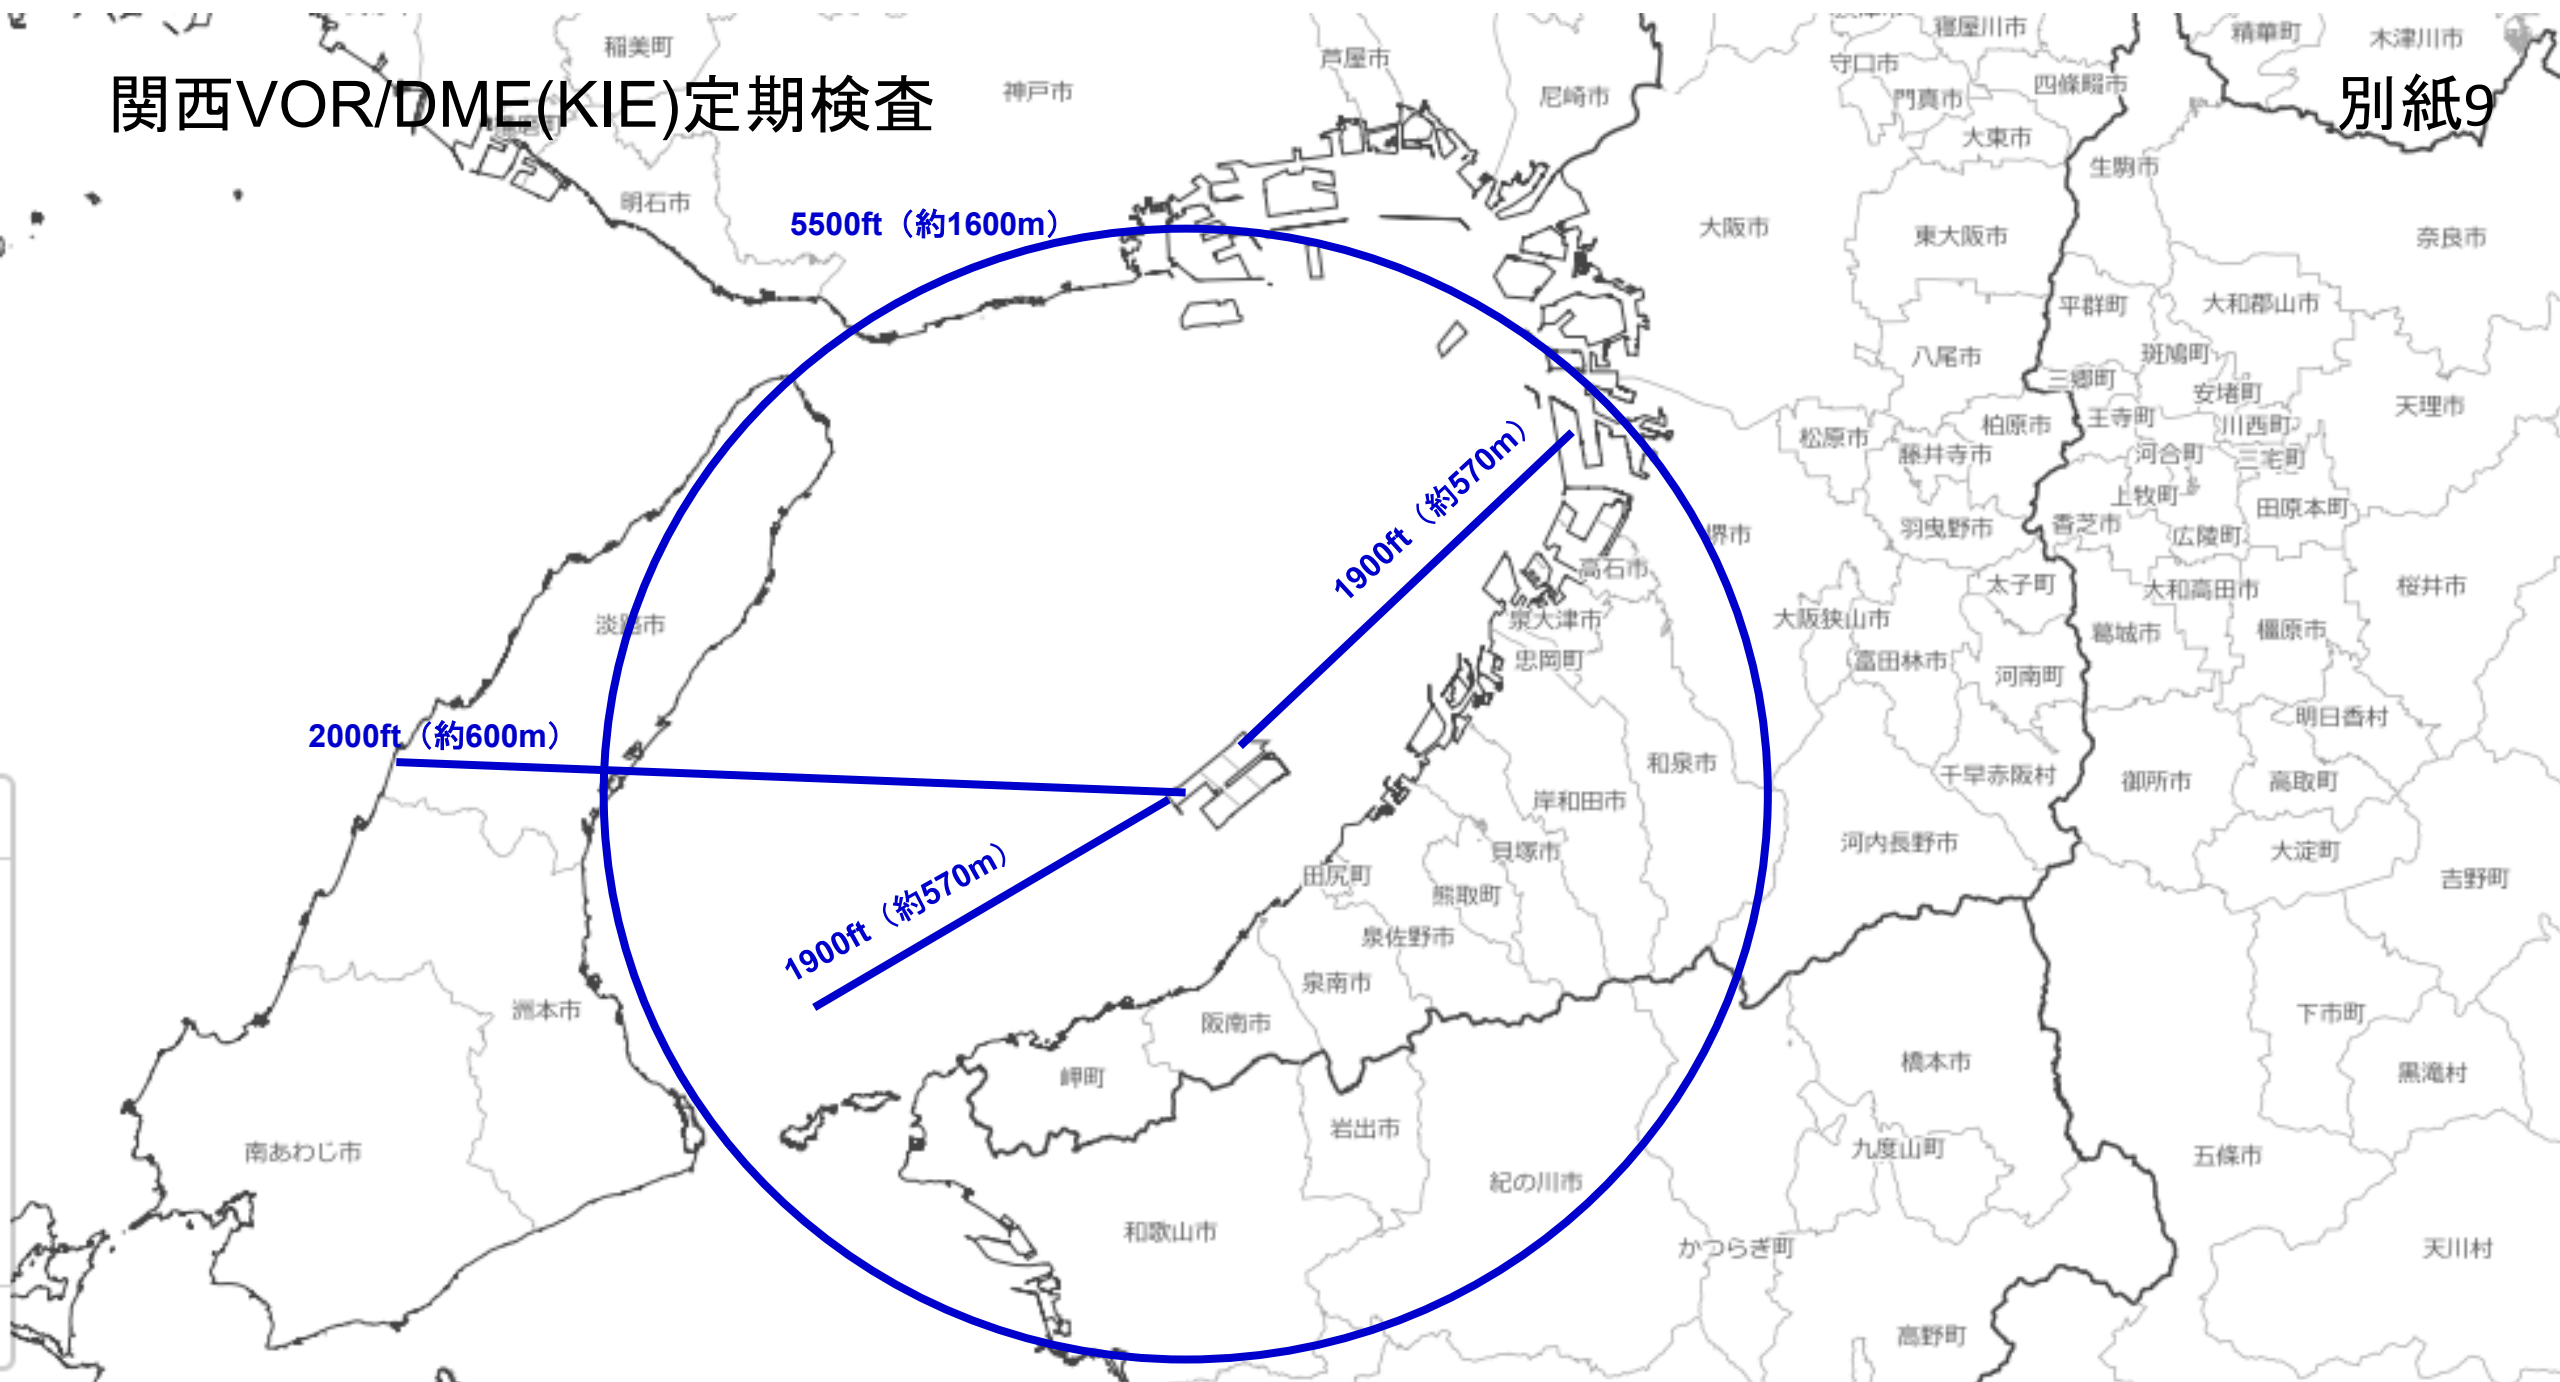 稲美町
芦屋市
守口市
寝屋川市
精華町
木津川市
関西VOR/DME(KIE)定期検査
神戸市
尼崎市
門真市
四條畷市
別紙9
大東市
生駒市
明石市
5500ft（約1600m）
大阪市
東大阪市
奈良市
平群町
大和郡山市
八尾市
斑鳩町
三郷町
安堵町
天理市
松原市
柏原市
王寺町
川西町
藤井寺市
河合町
三宅町
1900ft（約570m）
上牧町
田原本町
堺市
羽曳野市
香芝市
広陵町
高石市
太子町
大和高田市
桜井市
淡路市
泉大津市
大阪狭山市
葛城市
橿原市
忠岡町
富田林市
河南町
2000ft（約600m）
明日香村
和泉市
千早赤阪村
御所市
高取町
岸和田市
貝塚市
河内長野市
大淀町
1900ft（約570m）
田尻町
熊取町
吉野町
泉佐野市
洲本市
泉南市
阪南市
下市町
岬町
橋本市
黒滝村
南あわじ市
岩出市
九度山町
五條市
紀の川市
和歌山市
かつらぎ町
天川村
高野町